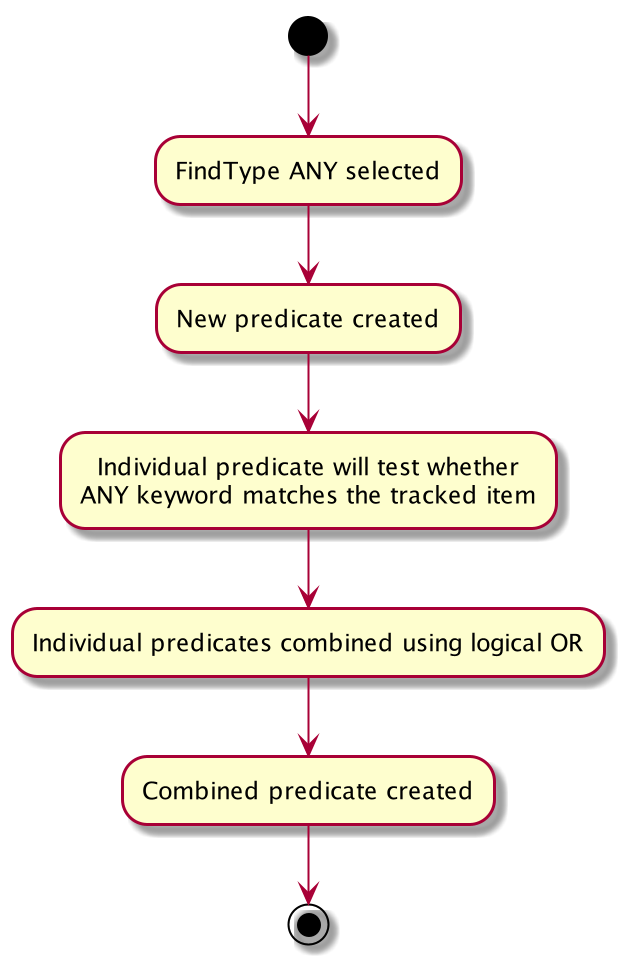 FindType ANY selected
New predicate created
Individual predicate will test whether
ANY keyword matches the tracked item
Individual predicates combined using logical OR
Combined predicate created